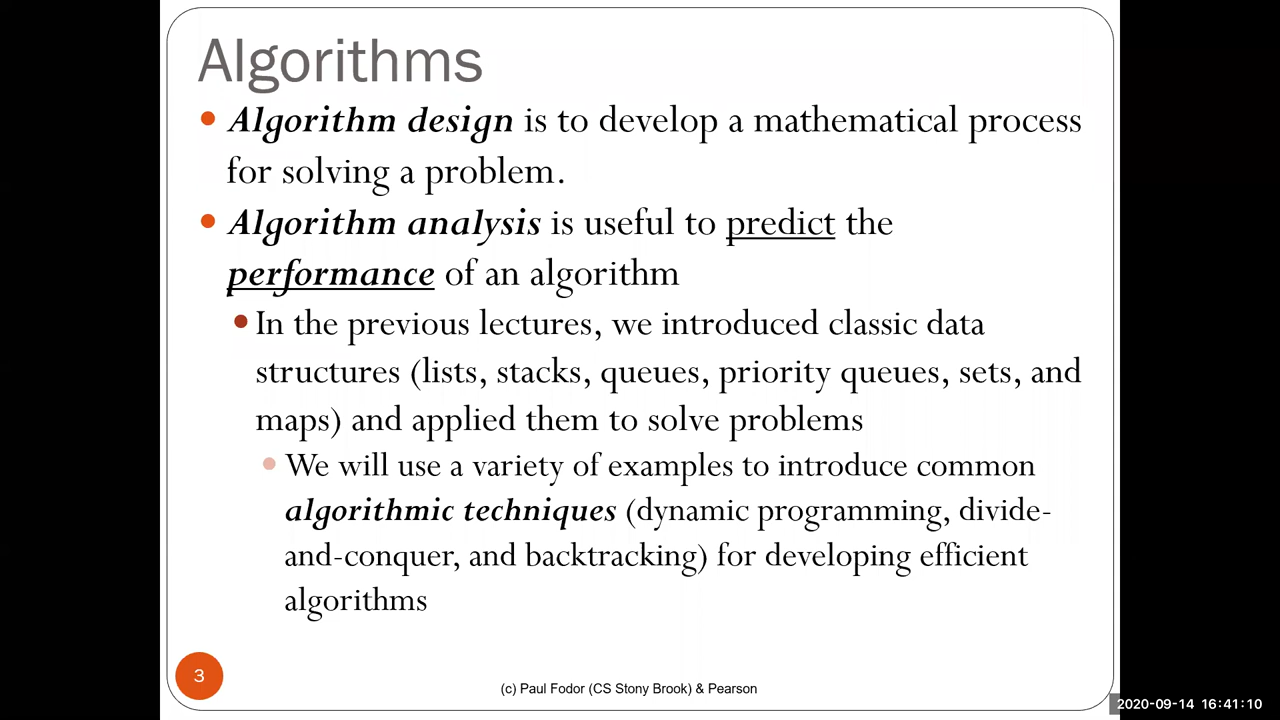 Algorithms
Algorithm design is to develop a mathematical process
for solving a problem.
Algorithm analysis is useful to predict the
performance of an algorithm
In the previous lectures, we introduced classic data
structures (lists, stacks, queues, priority queues, sets, and
maps) and applied them to solve problems
We will use a variety of examples to introduce common
algorithmic techniques (dynamic programming, divide-
and-conquer, and backtracking) for developing efficient
algorithms
3
(c) Paul Fodor (CS Stony Brook) & Pearson
2020-09-14 16:41:10